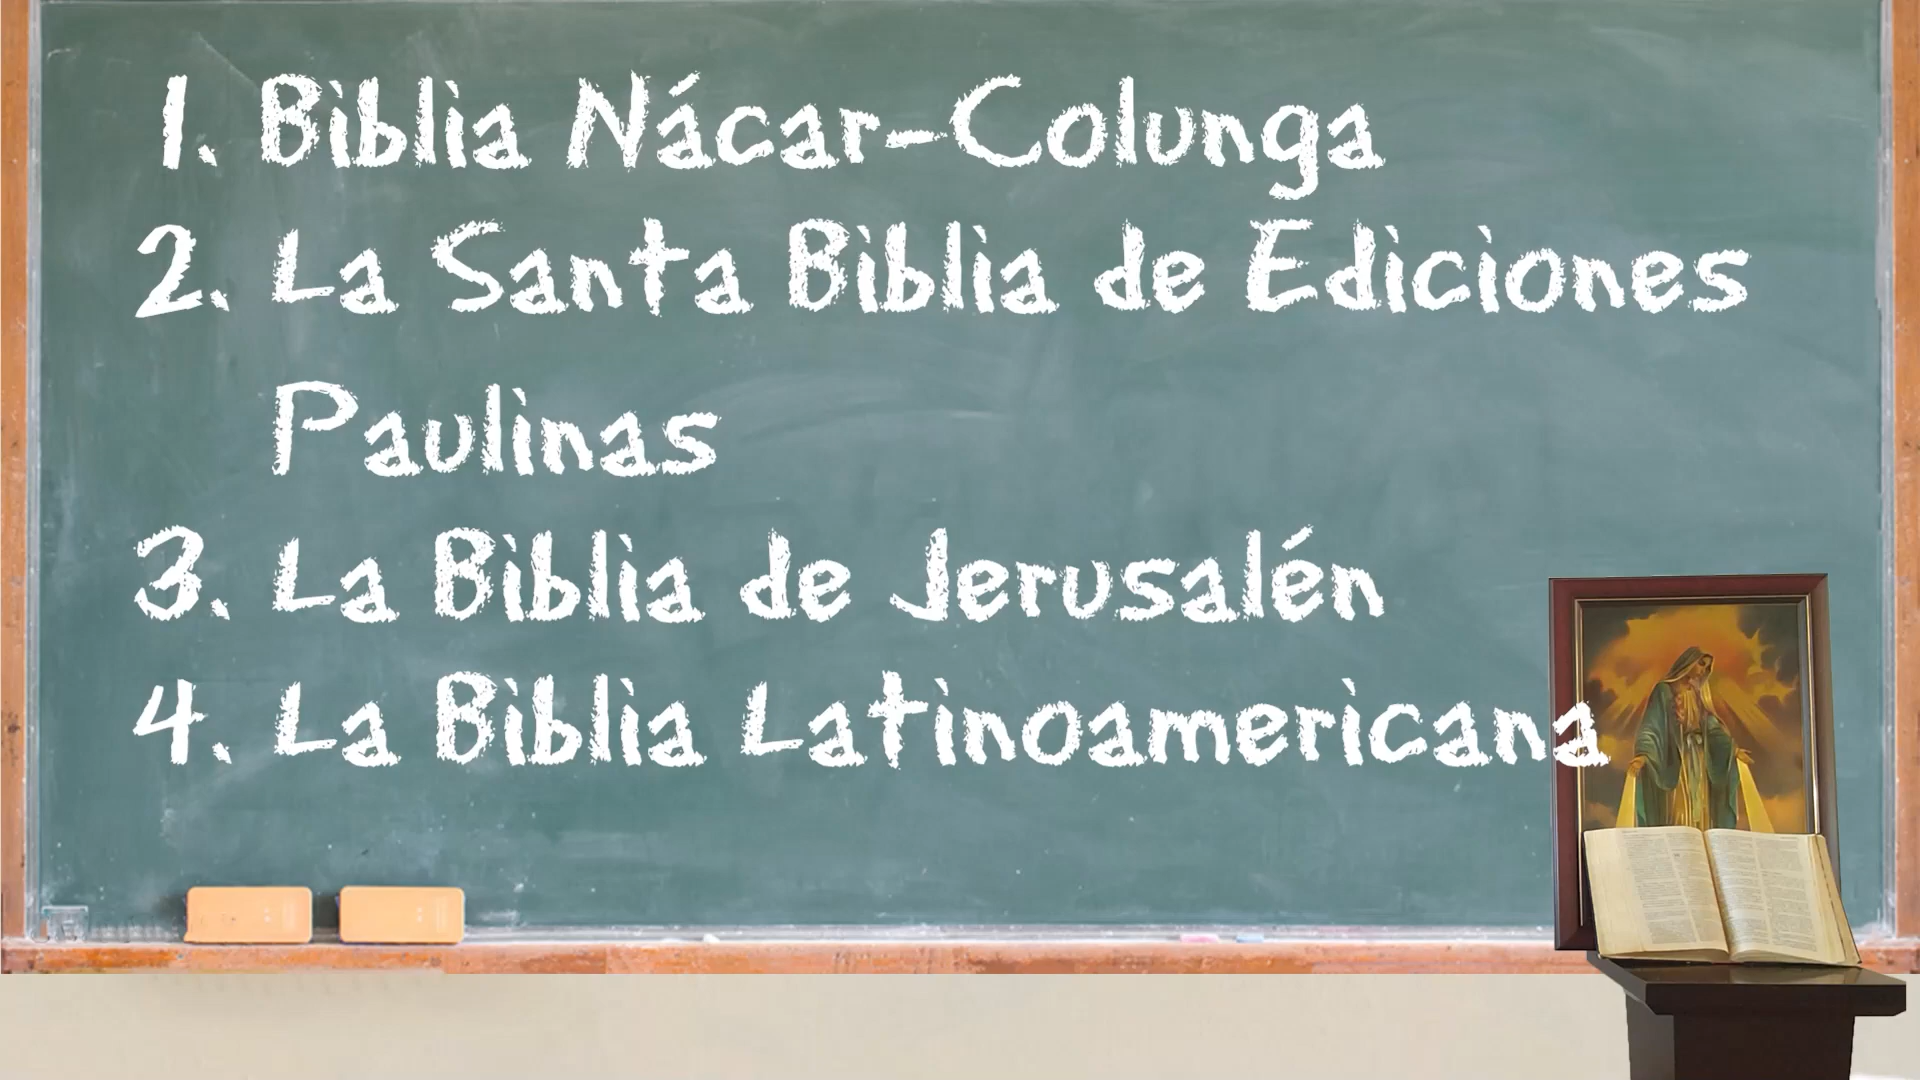 1. Biblia Nácar-Colunga
2. La Santa Biblia de Ediciones
Paulinas
3. La Biblia de Jerusalén
4. La Biblia Latinoamericana